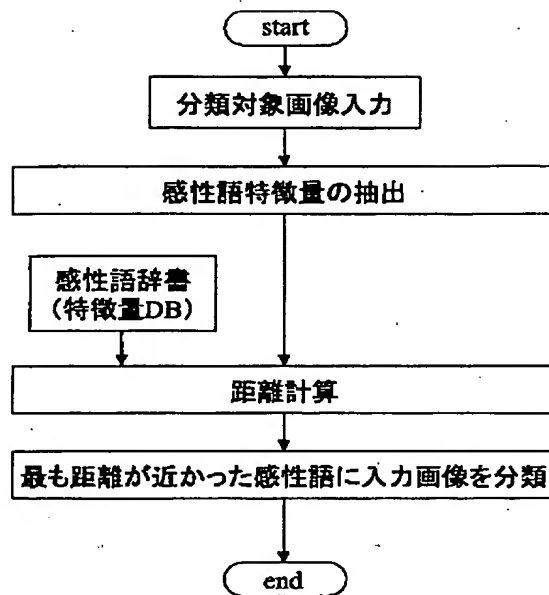 start
分類対象画像入力
感性語特徴量の抽出
感性語辞書
(特徴量DB)
距離計算
最も距離が近かった感性語に入力画像を分類
end